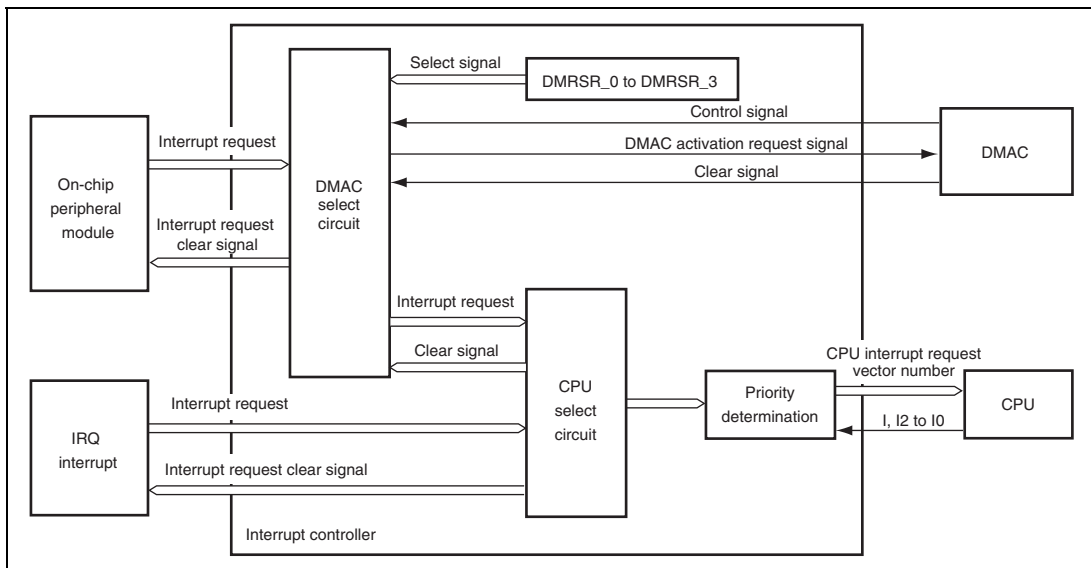 Select signal
DMRSR_0 to DMRSR_3
Control signal
Interrupt request
DMAC activation request signal
DMAC
On-chip
peripheral
module
DMAC
select
circuit
Clear signal
Interrupt request
clear signal
Interrupt request
Clear signal
CPU interrupt request
vector number
Interrupt request
CPU
select
circuit
Priority
determination
CPU
IRQ
interrupt
I, I2 to I0
Interrupt request clear signal
Interrupt controller